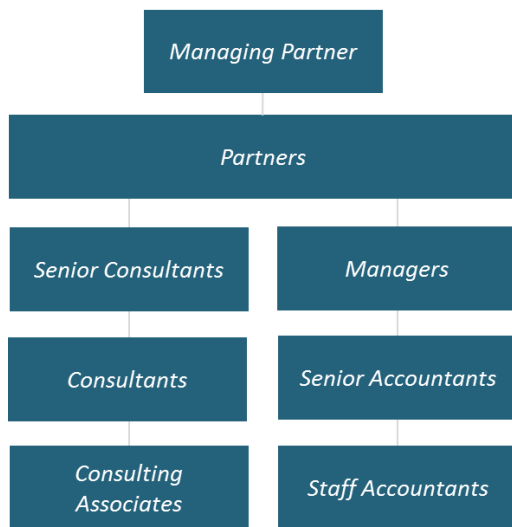 Managing Partner
Partners
Senior Consultants
Managers
Consultants
Senior Accountants
Consulting
Associates
Staff Accountants